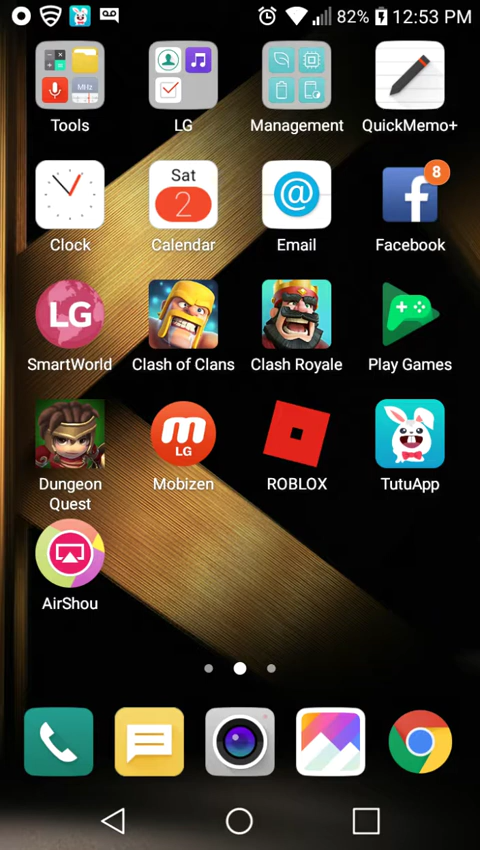 82% 12:53 PM
MHz
Tools
LG
Management
QuickMemo+
Sat
2
@
8
Clock
Calendar
Email
Facebook
LG
SmartWorld
Clash of Clans
Clash Royale
Play Games
m
LG
Dungeon Quest
Mobizen
ROBLOX
TutuApp
AirShou